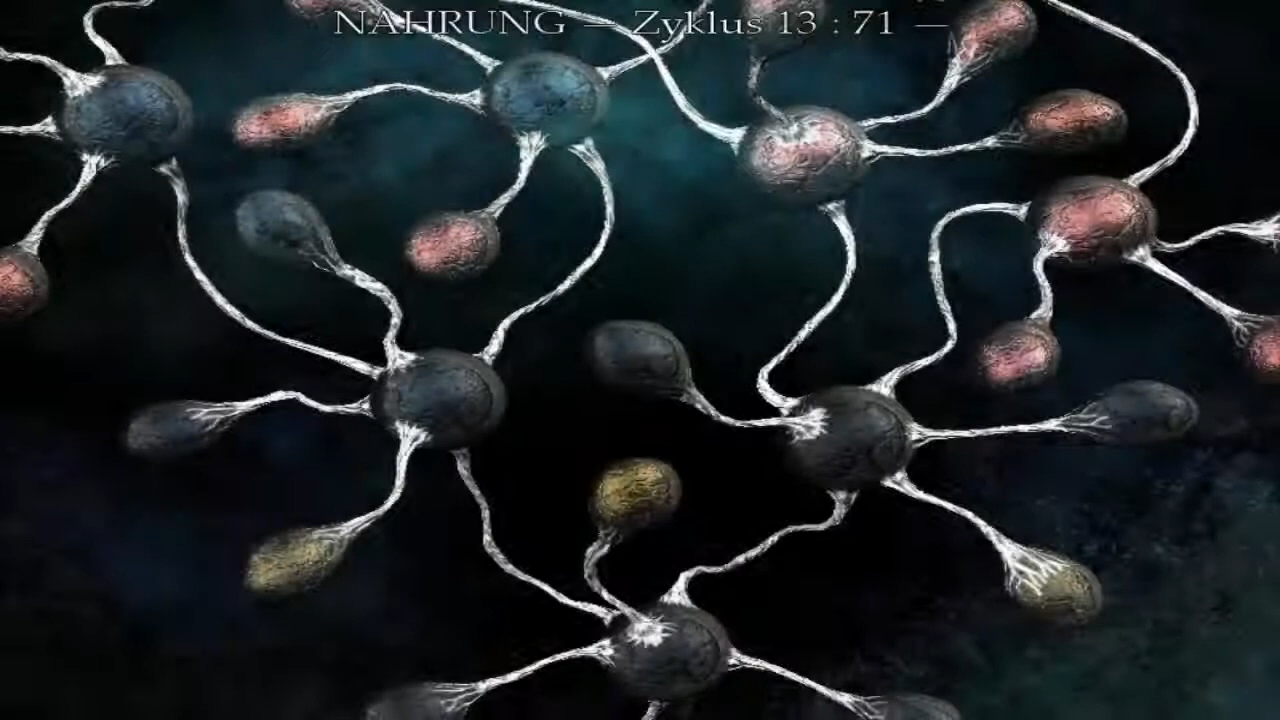 NAHRUNG — Zyklus 13 : 71 —